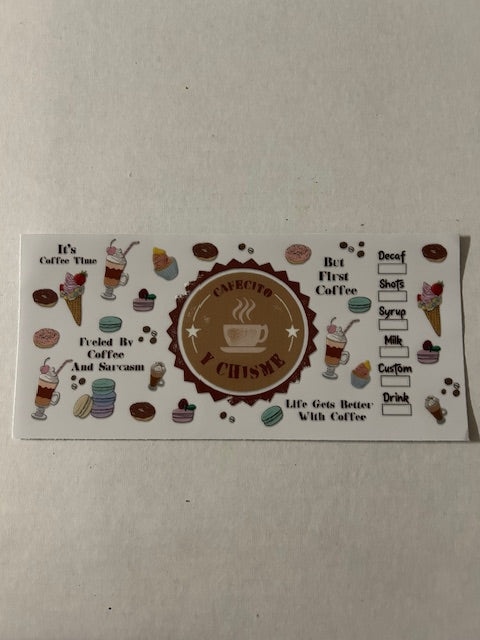 It's
Coffee Time
Fueled By
Coffee
And Sarcasm
CAFECITO
Y CHISME
But
First
Coffee
Life Gets Better
With Coffee
Decaf
Shots
Syrup
Milk
Custom
Drink